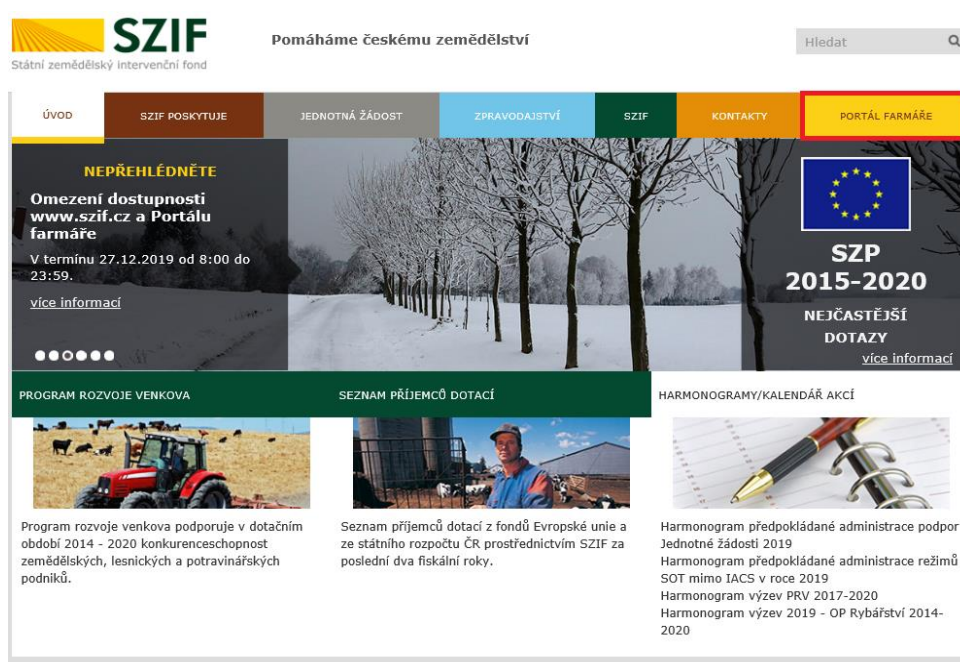 SZIF
Státní zemědělský intervenční fond
Pomáháme českému zemědělství
Hledat
ÚVOD
SZIF POSKYTUJE
JEDNOTNÁ ŽÁDOST
ZPRAVODAJSTVÍ
SZIF
KONTAKTY
PORTÁL FARMÁŘE
NEPŘEHLÉDNĚTE
Omezení dostupnosti
www.szif.cz a Portálu
farmáře
V termínu 27.12.2019 od 8:00 do
23:59.
více informací
SZP
2015-2020
NEJČASTĚJŠÍ
DOTAZY
více informací
PROGRAM ROZVOJE VENKOVA
Program rozvoje venkova podporuje v dotačním
období 2014 - 2020 konkurenceschopnost
zemědělských, lesnických a potravinářských
podniků.
SEZNAM PŘÍJEMCŮ DOTACÍ
Seznam příjemců dotací z fondů Evropské unie a
ze státního rozpočtu ČR prostřednictvím SZIF za
poslední dva fiskální roky.
HARMONOGRAMY/KALENDÁŘ AKCÍ
Harmonogram předpokládané administrace podpor
Jednotné žádosti 2019
Harmonogram předpokládané administrace režimů
SOT mimo IACS v roce 2019
Harmonogram výzev PRV 2017-2020
Harmonogram výzev 2019 - OP Rybářství 2014-
2020